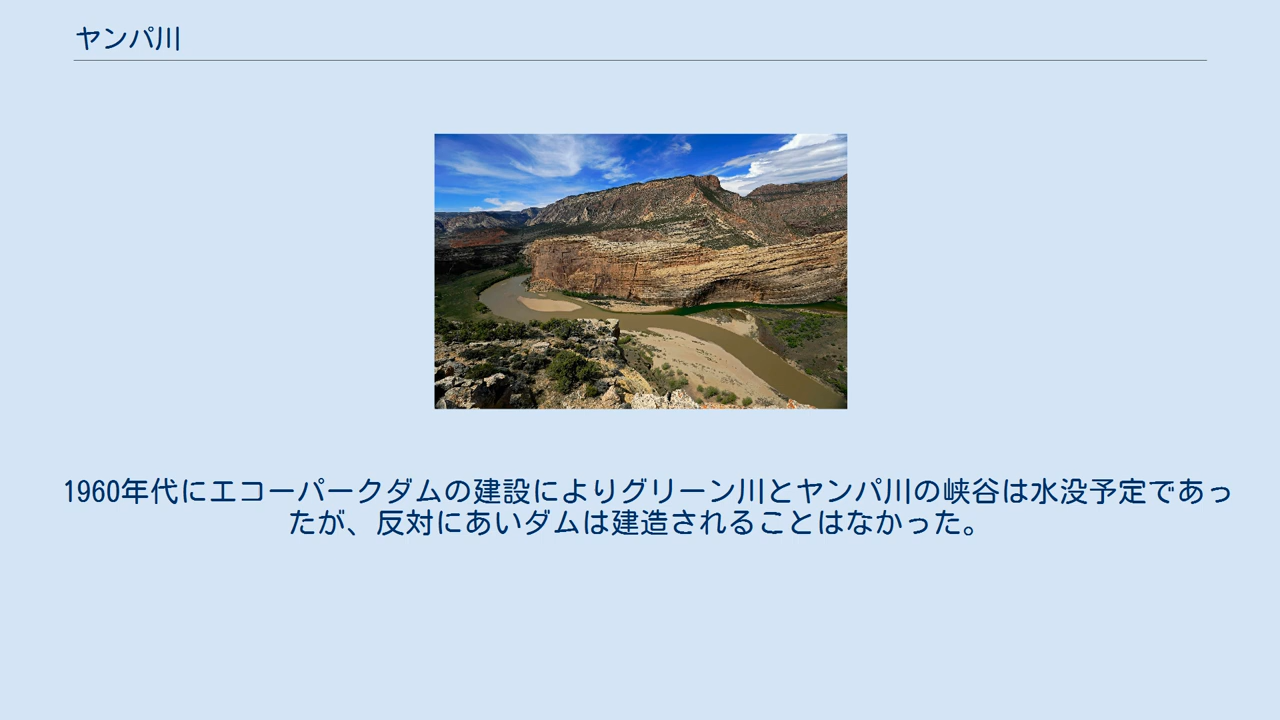 ヤンパ川
1960年代にエコーパークダムの建設によりグリーン川とヤンパ川の峡谷は水没予定であっ
たが、反対にあいダムは建造されることはなかった。